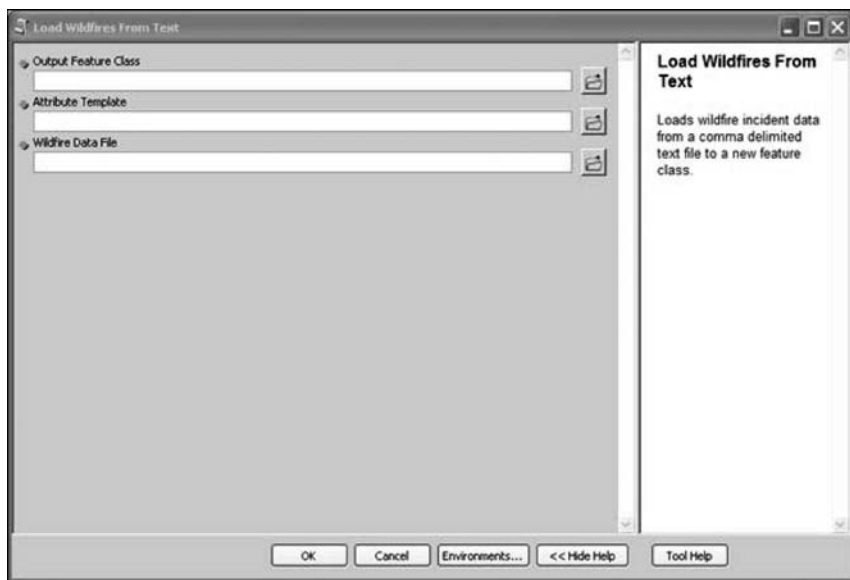 Load Wildfires From Text
Output Feature Class
Attribute Template
Wildfire Data File
Load Wildfires From
Text
Loads wildfire incident data
from a comma delimited
text file to a new feature
class.
OK
Cancel
Environments...
<< Hide Help
Tool Help